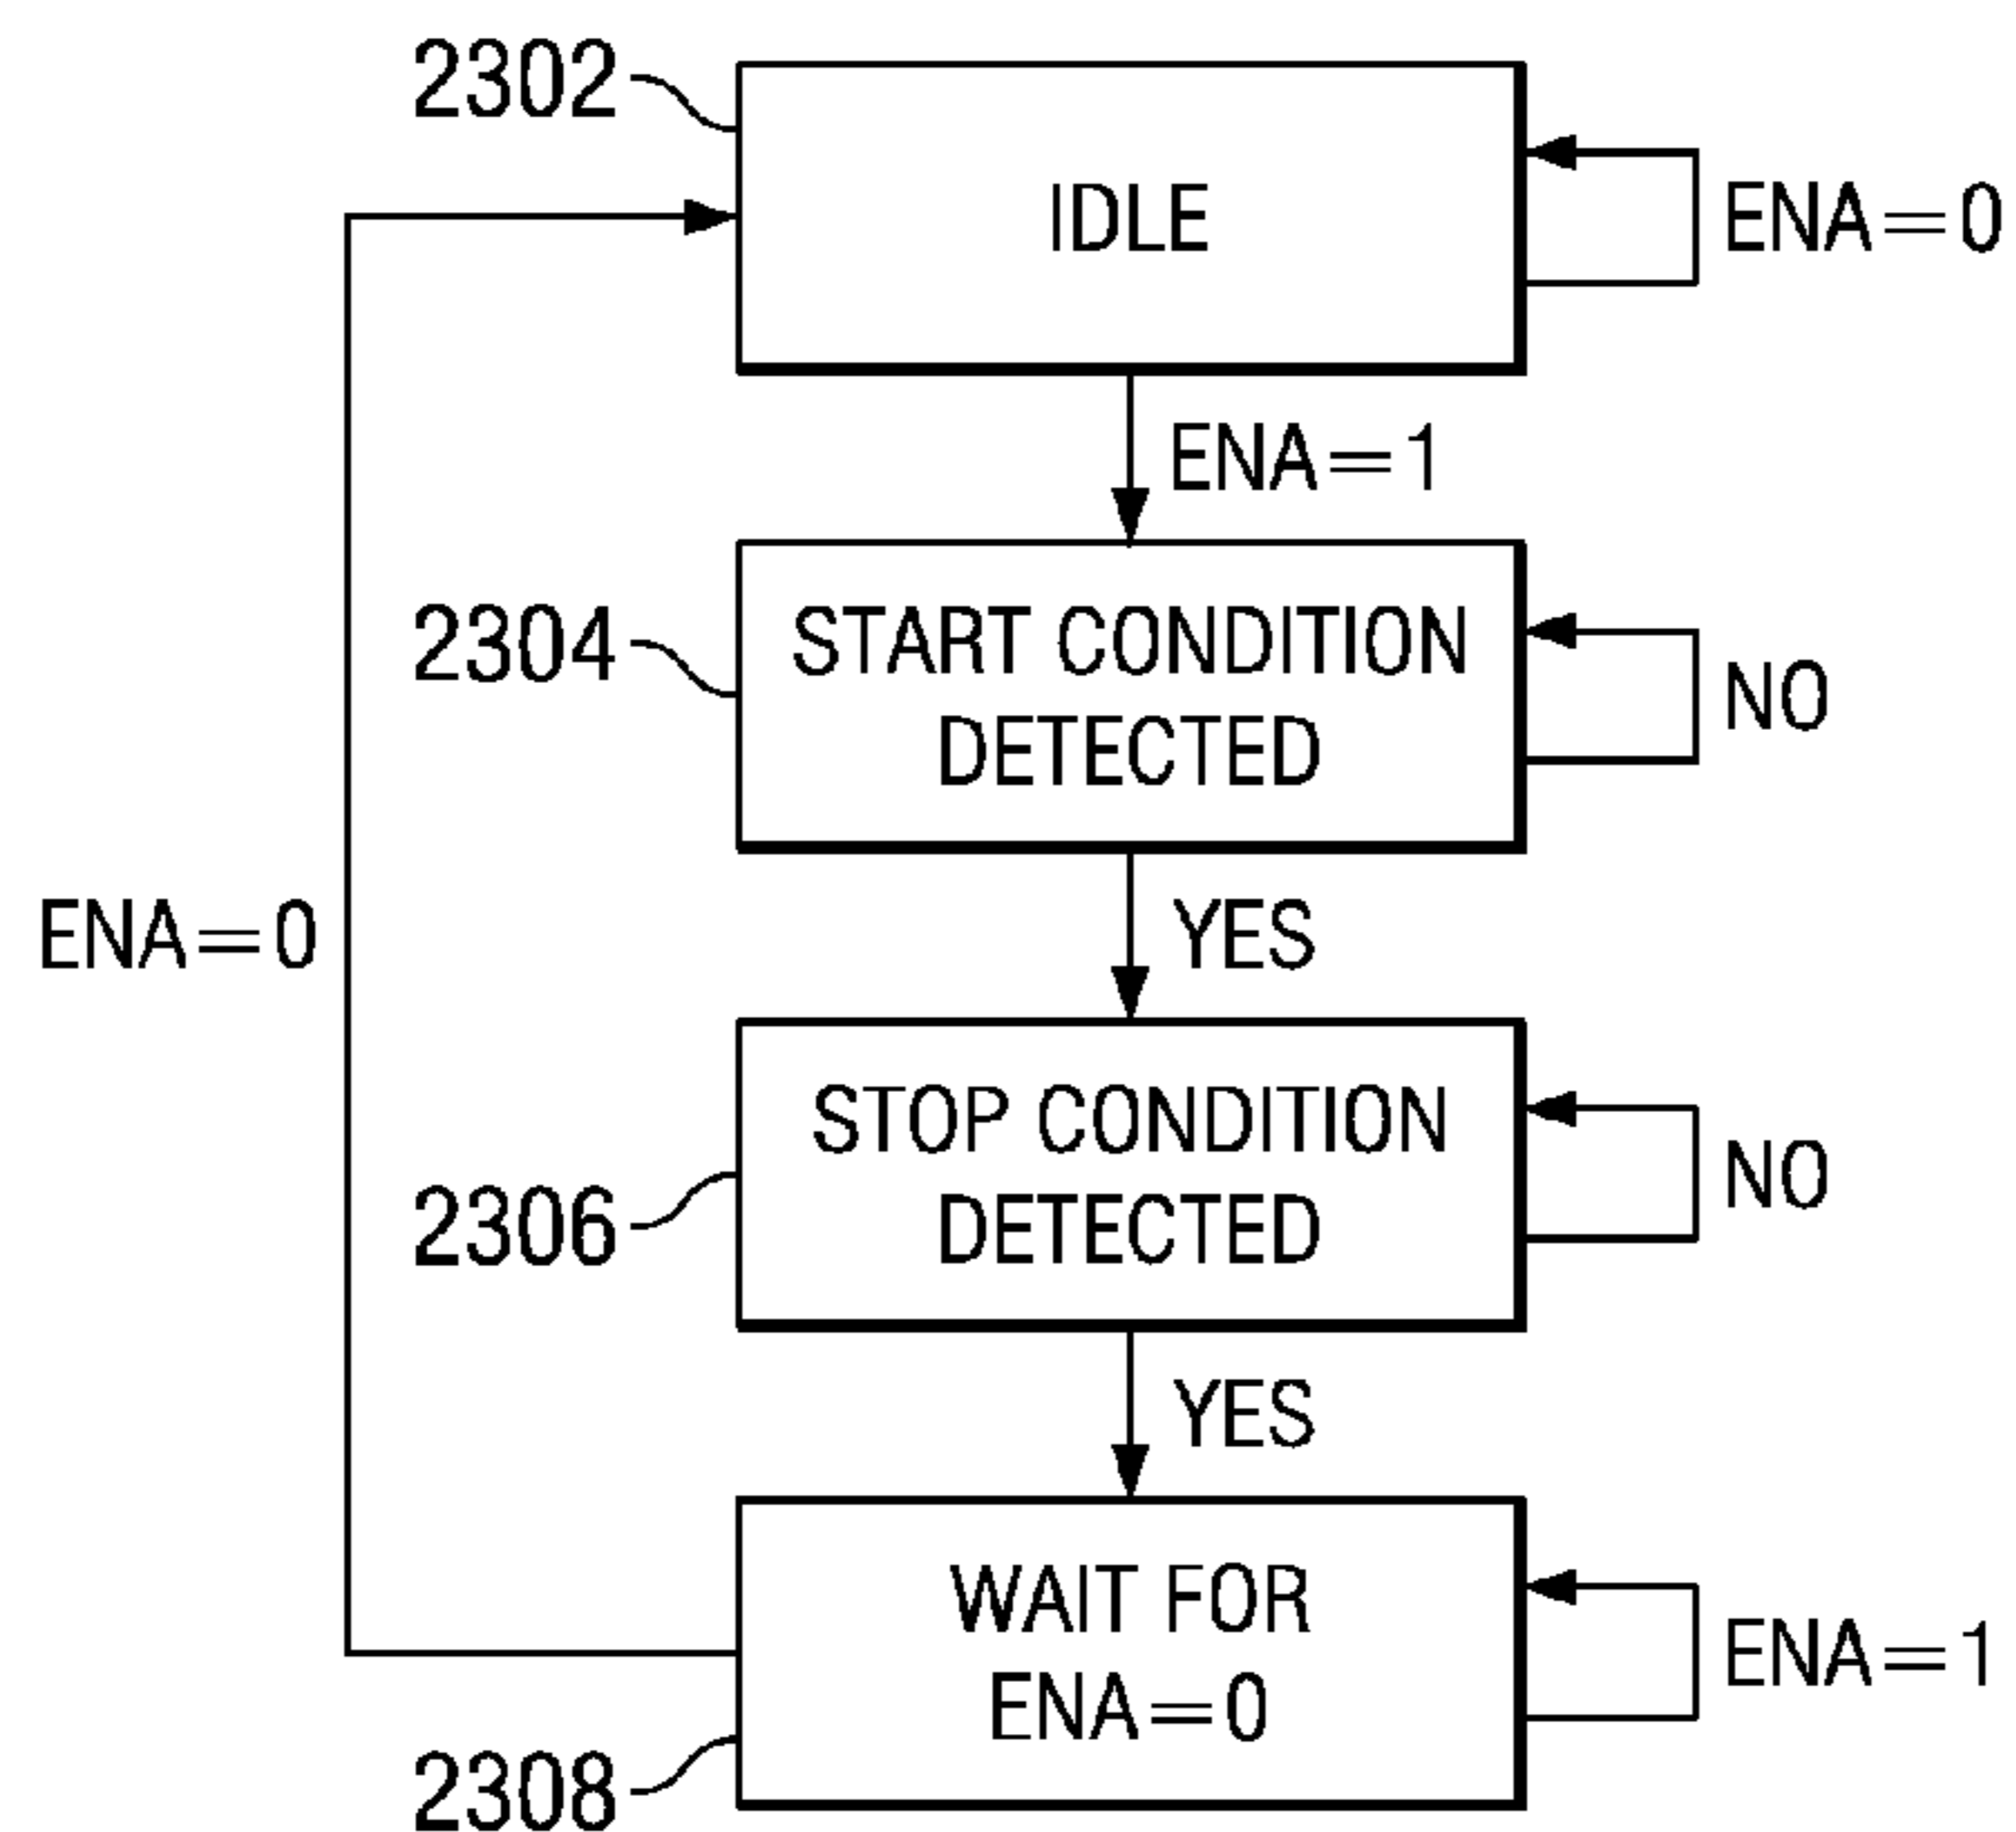 2302
IDLE
ENA=0
ENA=1
2304
START CONDITION
DETECTED
NO
ENA=0
YES
2306
STOP CONDITION
DETECTED
NO
YES
2308
WAIT FOR
ENA=0
ENA=1